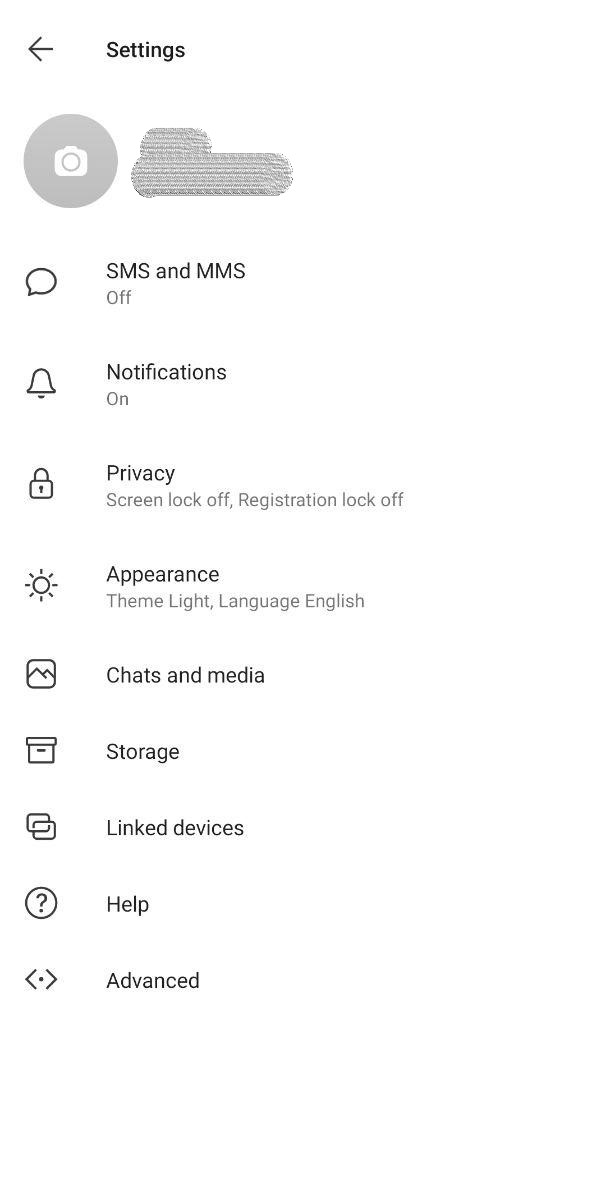 Settings
SMS and MMS
Off
Notifications
On
Privacy
Screen lock off, Registration lock off
Appearance
Theme Light, Language English
Chats and media
Storage
Linked devices
Help
Advanced